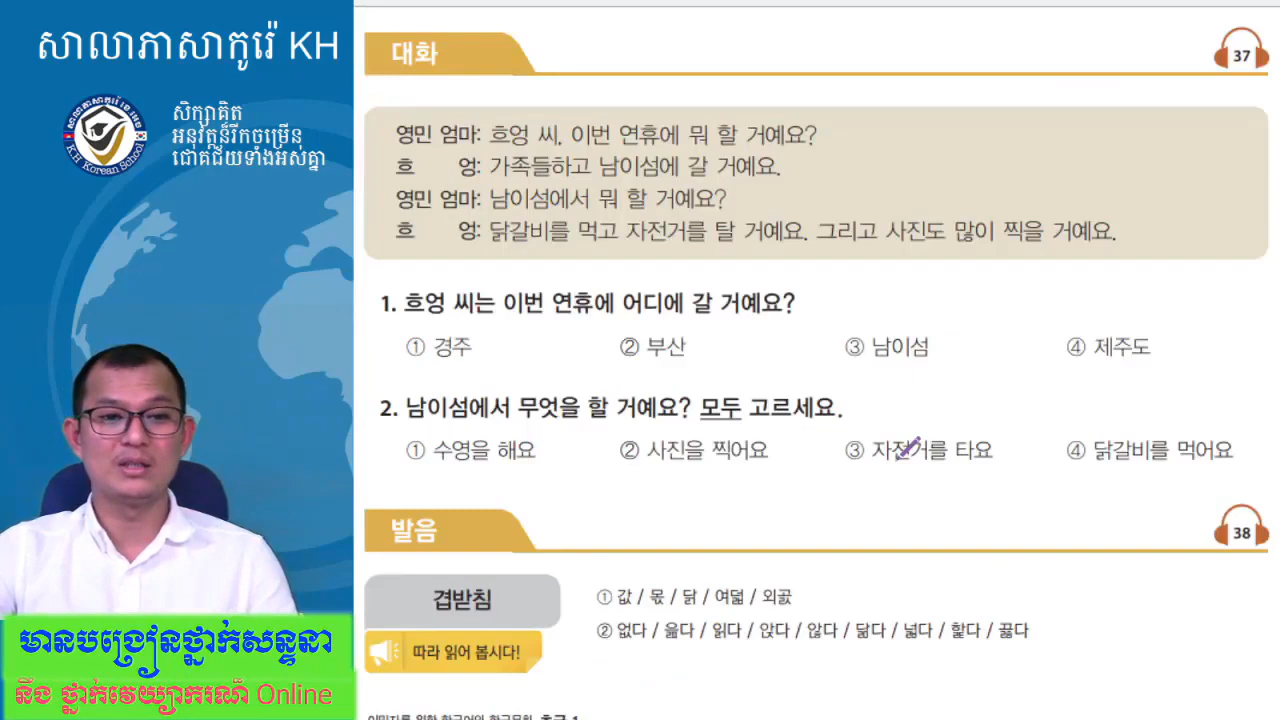 សាលាភាសាកូរ៉េ KH
សិក្សាគិត
អនុវត្តន៍រីកចម្រើន
ជោគជ័យទាំងអស់គ្នា
K.H Korean School
មានបង្រៀនថ្នាក់សន្ទនា
នឹង ថ្នាក់វេយ្យាករណ៍ Online
대화
37
영민 엄마: 흐엉 씨, 이번 연휴에 뭐 할 거예요?
흐 엉: 가족들하고 남이섬에 갈 거예요.
영민 엄마: 남이섬에서 뭐 할 거예요?
흐 엉: 닭갈비를 먹고 자전거를 탈 거예요. 그리고 사진도 많이 찍을 거예요.
1. 흐엉 씨는 이번 연휴에 어디에 갈 거예요?
① 경주 ② 부산 ③ 남이섬 ④ 제주도
2. 남이섬에서 무엇을 할 거예요? 모두 고르세요.
① 수영을 해요 ② 사진을 찍어요 ③ 자전거를 타요 ④ 닭갈비를 먹어요
발음
38
겹받침
① 값 / 몫 / 닭 / 여덟 / 외곬
따라 읽어 봅시다!
② 없다 / 읊다 / 읽다 / 앉다 / 않다 / 닮다 / 넓다 / 핥다 / 끓다